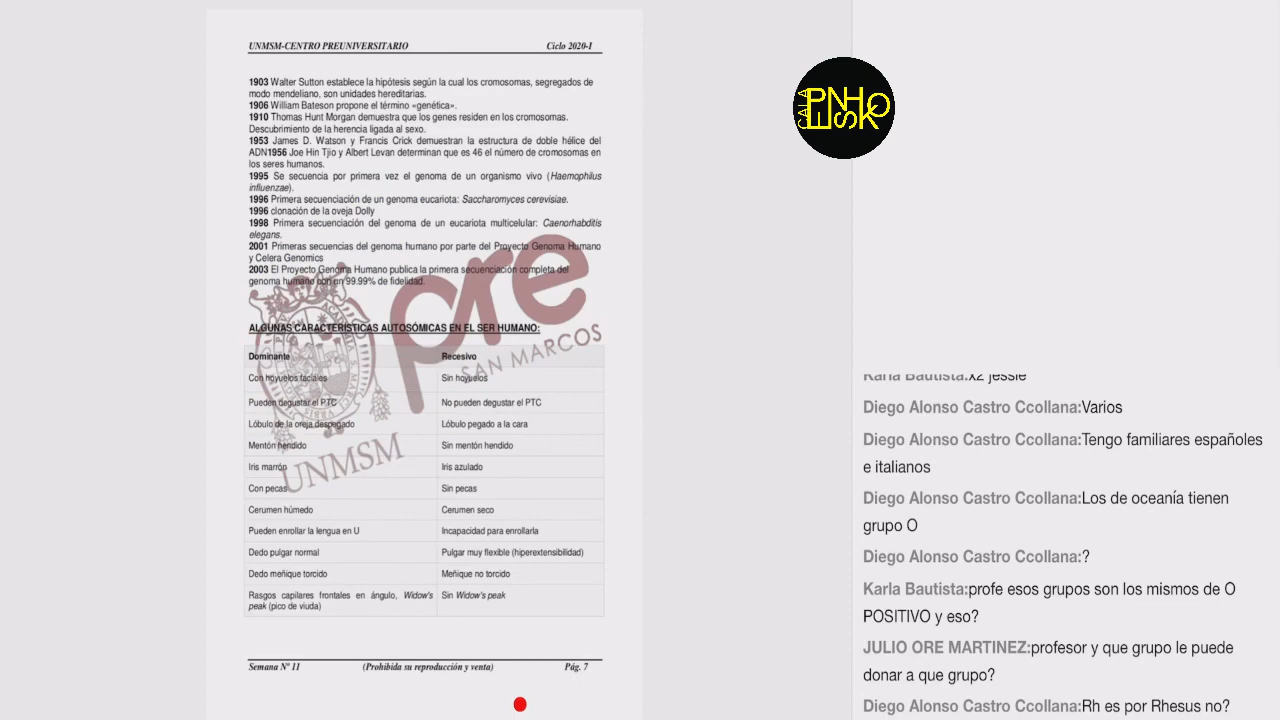 UNMSM-CENTRO PREUNIVERSITARIO Ciclo 2020-I
1903 Walter Sutton establece la hipótesis según la cual los cromosomas, segregados de
modo mendeliano, son unidades hereditarias.
1906 William Bateson propone el término «genética».
1910 Thomas Hunt Morgan demuestra que los genes residen en los cromosomas.
Descubrimiento de la herencia ligada al sexo.
1953 James D. Watson y Francis Crick demuestran la estructura de doble hélice del
ADN1956 Joe Hin Tjio y Albert Levan determinan que es 46 el número de cromosomas en
los seres humanos.
1995 Se secuencia por primera vez el genoma de un organismo vivo (Haemophilus
influenzae).
1996 Primera secuenciación de un genoma eucariota: Saccharomyces cerevisiae.
1996 clonación de la oveja Dolly
1998 Primera secuenciación del genoma de un eucariota multicelular: Caenorhabditis
elegans.
2001 Primeras secuencias del genoma humano por parte del Proyecto Genoma Humano
y Celera Genomics
2003 El Proyecto Genoma Humano publica la primera secuenciación completa del
genoma humano con un 99.99% de fidelidad.
pre
SAN MARCOS
UNMSM
ALGUNAS CARACTERÍSTICAS AUTOSÓMICAS EN EL SER HUMANO:
Dominante Recesivo
Con hoyuelos faciales Sin hoyuelos
Pueden degustar el PTC No pueden degustar el PTC
Lóbulo de la oreja despegado Lóbulo pegado a la cara
Mentón hendido Sin mentón hendido
Iris marrón Iris azulado
Con pecas Sin pecas
Cerumen húmedo Cerumen seco
Pueden enrollar la lengua en U Incapacidad para enrollarla
Dedo pulgar normal Pulgar muy flexible (hiperextensibilidad)
Dedo meñique torcido Meñique no torcido
Rasgos capilares frontales en ángulo, Widow's Sin Widow's peak
peak (pico de viuda)
Semana Nº 11 (Prohibida su reproducción y venta) Pág. 7
Karla Bautista:x2 jessie
Diego Alonso Castro Ccollana:Varios
Diego Alonso Castro Ccollana:Tengo familiares españoles
e italianos
Diego Alonso Castro Ccollana:Los de oceanía tienen
grupo O
Diego Alonso Castro Ccollana:?
Karla Bautista:profe esos grupos son los mismos de O
POSITIVO y eso?
JULIO ORE MARTINEZ:profesor y que grupo le puede
donar a que grupo?
Diego Alonso Castro Ccollana:Rh es por Rhesus no?